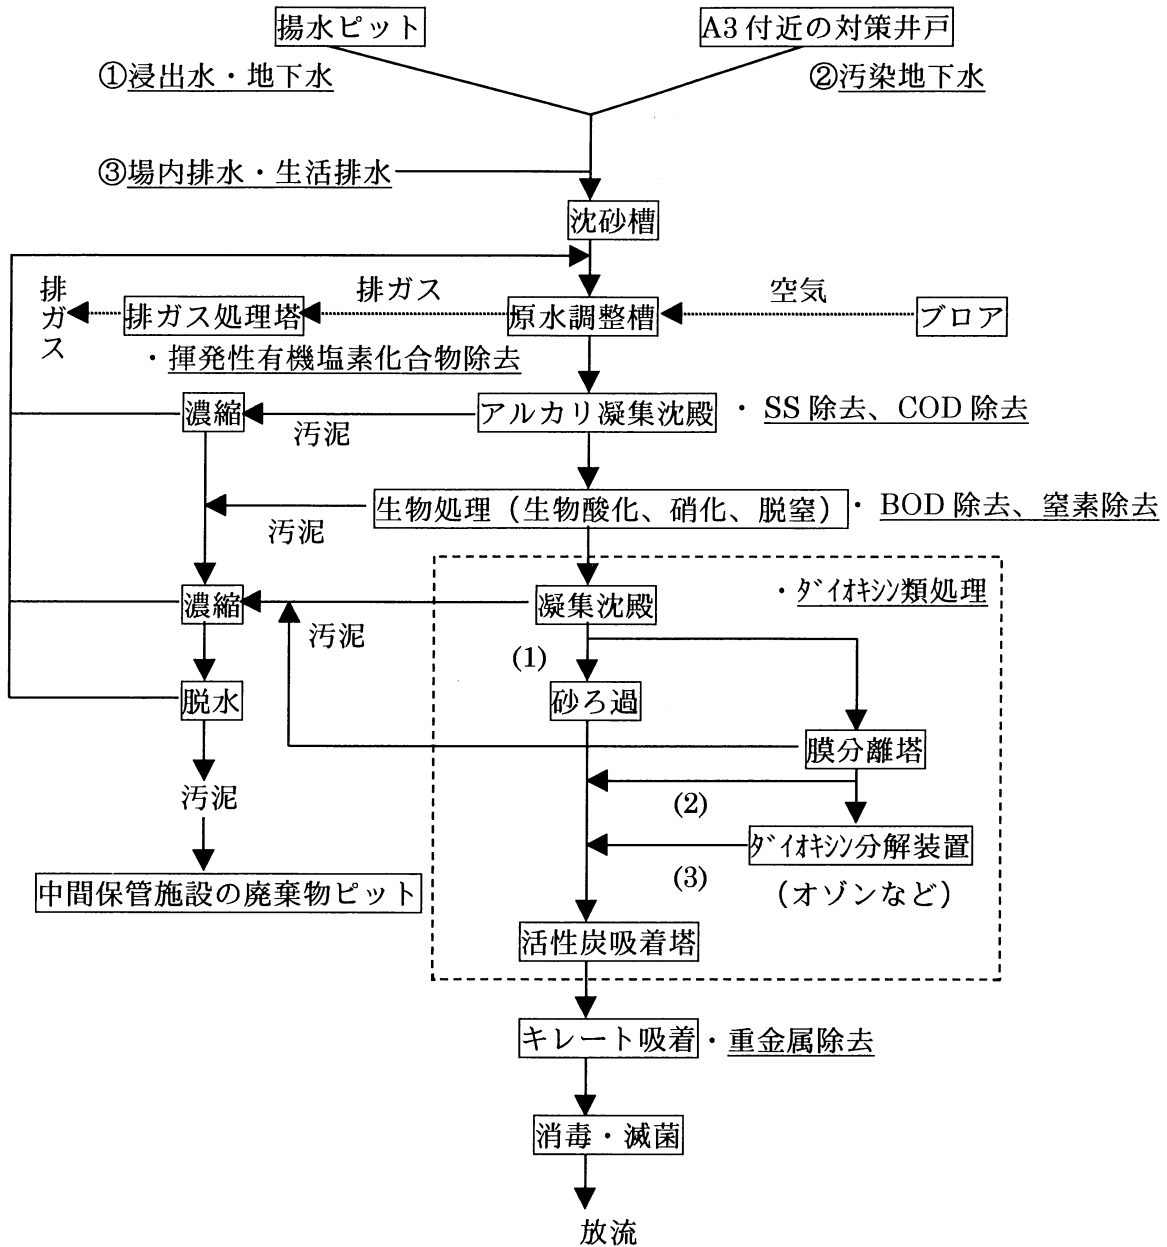 揚水ピット
A3付近の対策井戸
①浸出水・地下水
②汚染地下水
③場内排水・生活排水
沈砂槽
排ガス
排ガス処理塔
排ガス
原水調整槽
空気
ブロア
・揮発性有機塩素化合物除去
濃縮
汚泥
アルカリ凝集沈殿
・SS除去、COD除去
汚泥
生物処理（生物酸化、硝化、脱窒）
・BOD除去、窒素除去
・ﾀﾞｲｵｷｼﾝ類処理
濃縮
汚泥
凝集沈殿
(1)
脱水
砂ろ過
膜分離塔
汚泥
(2)
ﾀﾞｲｵｷｼﾝ分解装置
(3)
（オゾンなど）
中間保管施設の廃棄物ピット
活性炭吸着塔
キレート吸着
・重金属除去
消毒・滅菌
放流